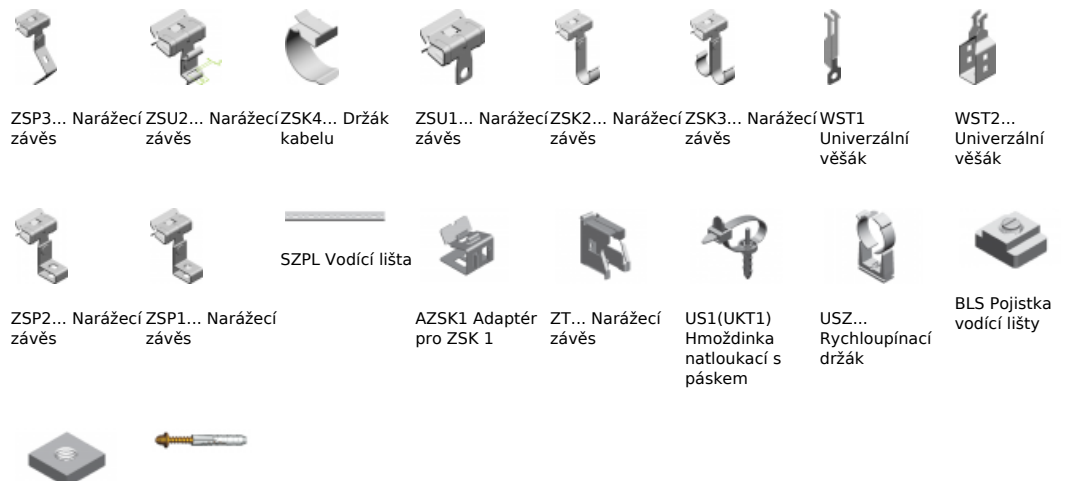 ZSP3... Narážecí závěs
ZSU2... Narážecí závěs
ZSK4... Držák kabelu
ZSU1... Narážecí závěs
ZSK2... Narážecí závěs
ZSK3... Narážecí závěs
WST1 Univerzální věšák
WST2... Univerzální věšák
ZSP2... Narážecí závěs
ZSP1... Narážecí závěs
SZPL Vodící lišta
AZSK1 Adaptér pro ZSK 1
ZT... Narážecí závěs
US1(UKT1) Hmoždinka natloukací s páskem
USZ... Rychloupínací držák
BLS Pojistka vodící lišty